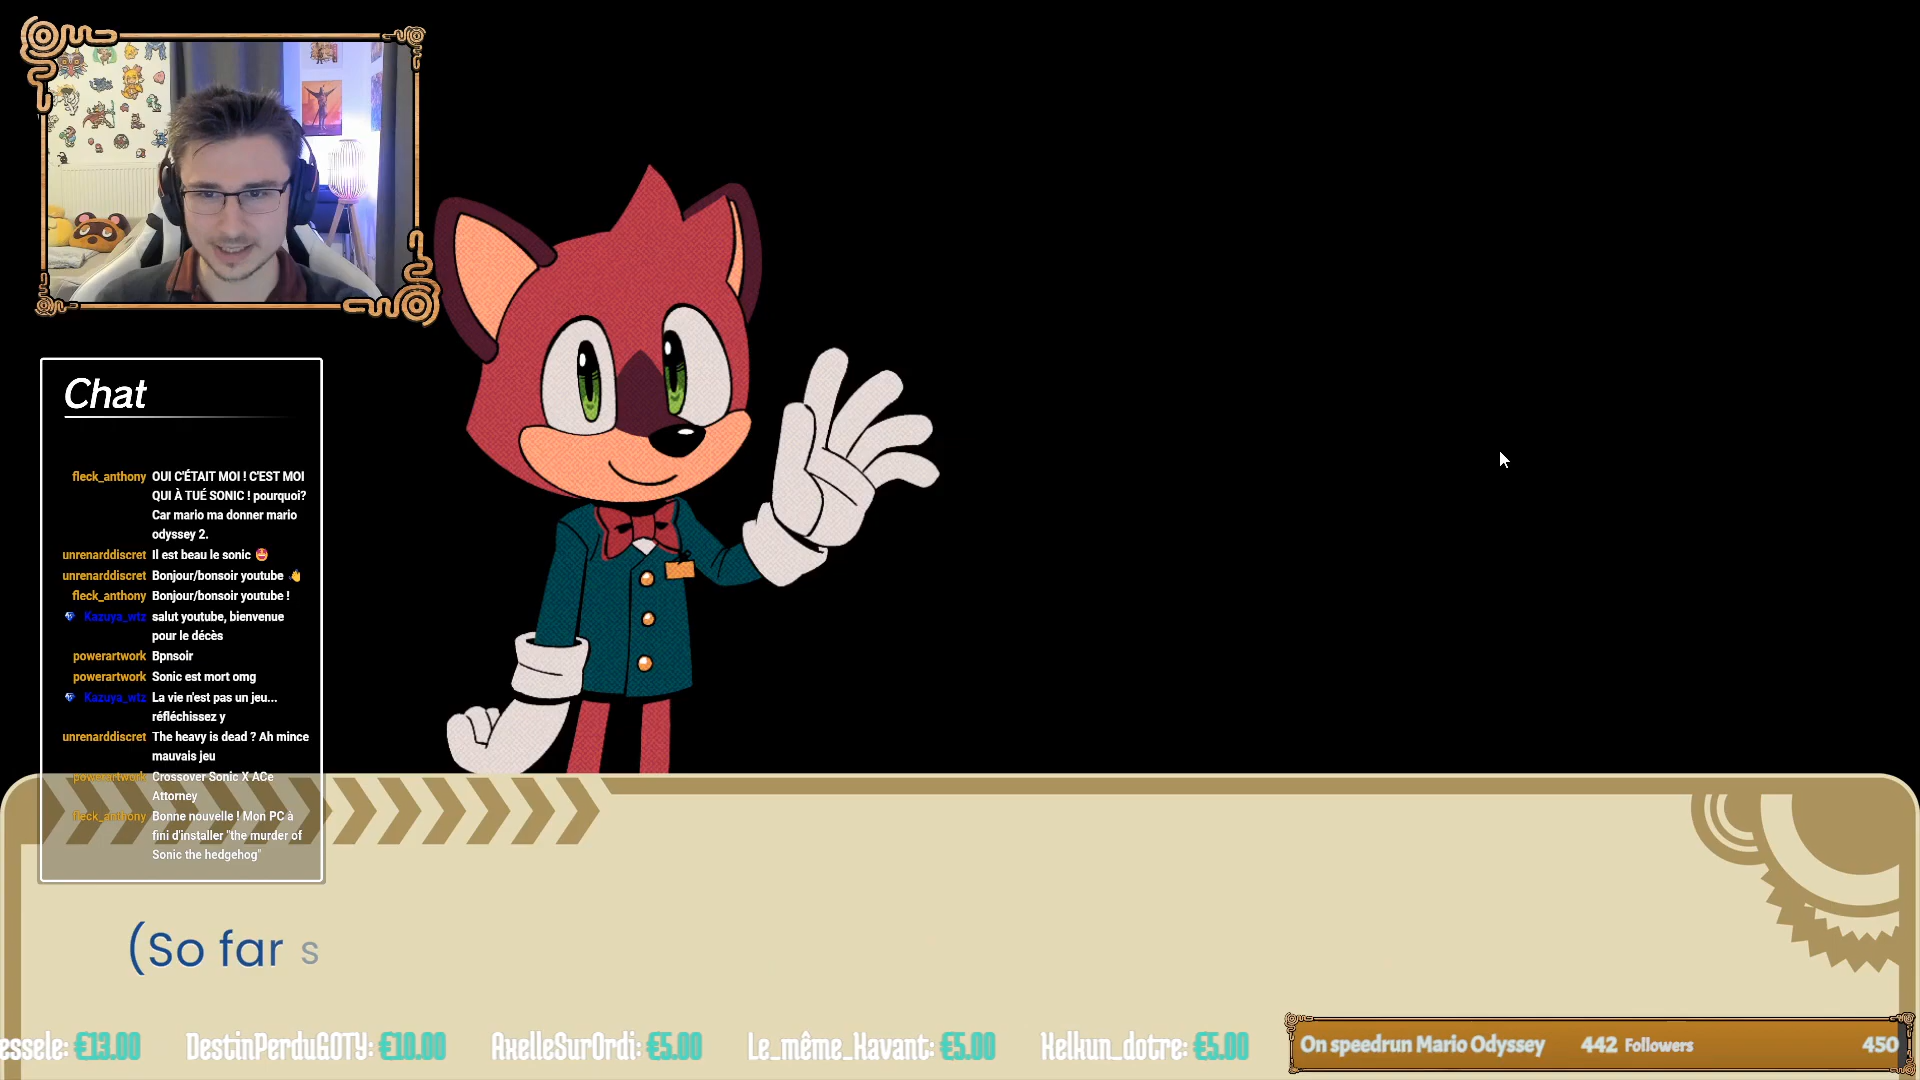 Chat
fleck_anthony OUI C'ÉTAIT MOI ! C'EST MOI
QUI À TUÉ SONIC ! pourquoi?
Car mario ma donner mario
odyssey 2.
unrenarddiscret Il est beau le sonic 🤩
unrenarddiscret Bonjour/bonsoir youtube 👋
fleck_anthony Bonjour/bonsoir youtube !
Kazuya_wtz salut youtube, bienvenue
pour le décès
powerartwork Bpnsoir
powerartwork Sonic est mort omg
Kazuya_wtz La vie n'est pas un jeu...
réfléchissez y
unrenarddiscret The heavy is dead ? Ah mince
mauvais jeu
powerartwork Crossover Sonic X ACe
Attorney
fleck_anthony Bonne nouvelle ! Mon PC à
fini d'installer "the murder of
Sonic the hedgehog"
(So far s
essele: €13.00 DestinPerduGOTY: €10.00 AxelleSurOrdi: €5.00 Le_même_Kavant: €5.00 Kelkun_dotre: €5.00
On speedrun Mario Odyssey 442 Followers 450